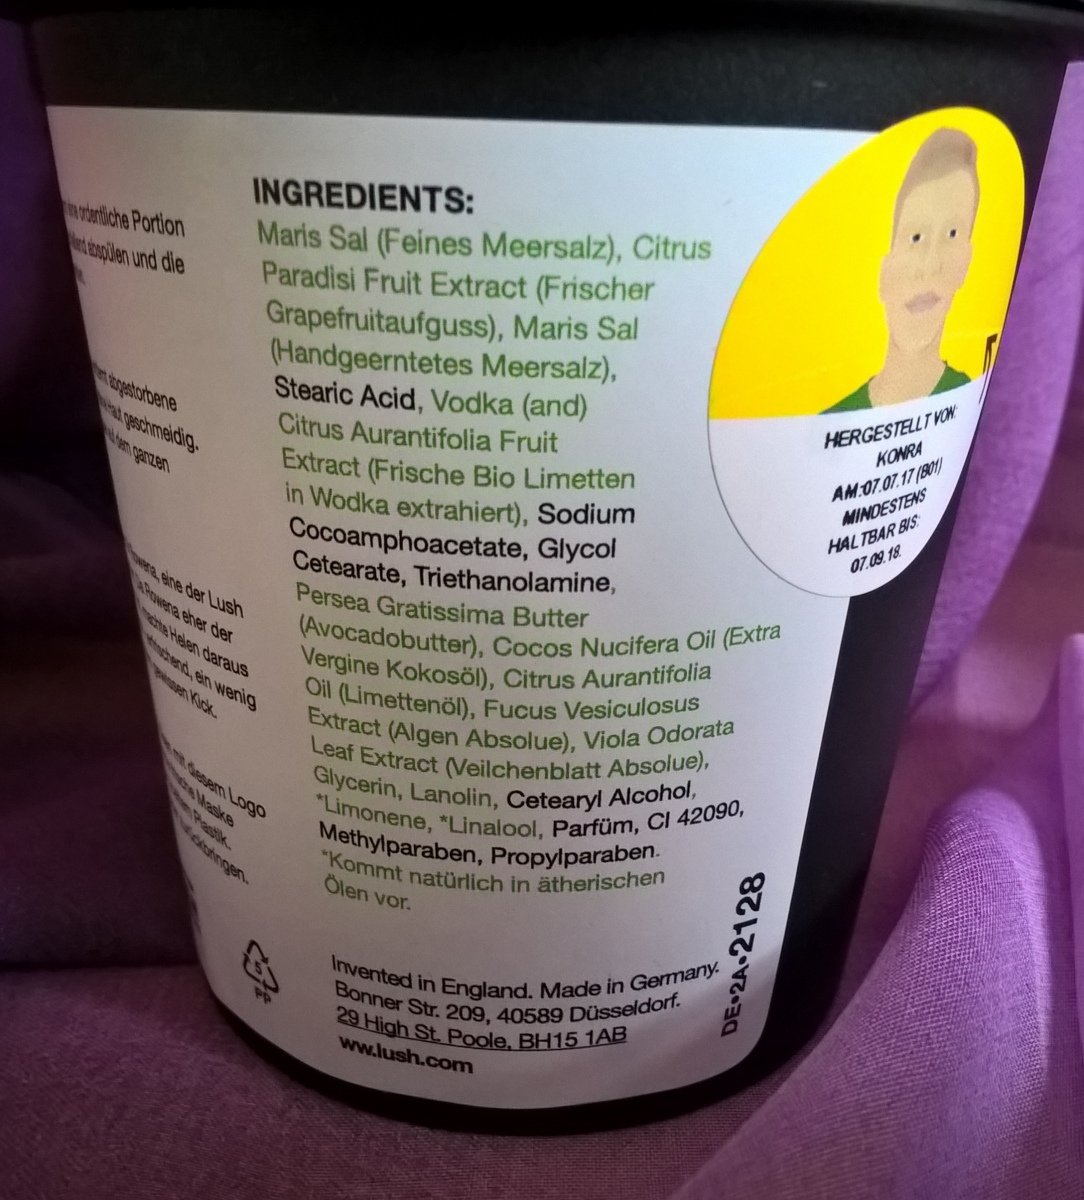 ordentliche Portion
abspülen und die
abgestorbene
Haut geschmeidig.
dem ganzen
eine der Lush
Rowena eher der
Helen daraus
ein wenig
Kick.
mit diesem Logo
Maske
Plastik.
INGREDIENTS:
Maris Sal (Feines Meersalz), Citrus
Paradisi Fruit Extract (Frischer
Grapefruitaufguss), Maris Sal
(Handgeerntetes Meersalz),
Stearic Acid, Vodka (and)
Citrus Aurantifolia Fruit
Extract (Frische Bio Limetten
in Wodka extrahiert), Sodium
Cocoamphoacetate, Glycol
Cetearate, Triethanolamine,
Persea Gratissima Butter
(Avocadobutter), Cocos Nucifera Oil (Extra
Vergine Kokosöl), Citrus Aurantifolia
Oil (Limettenöl), Fucus Vesiculosus
Extract (Algen Absolue), Viola Odorata
Leaf Extract (Veilchenblatt Absolue),
Glycerin, Lanolin, Cetearyl Alcohol,
*Limonene, *Linalool, Parfüm, CI 42090,
Methylparaben, Propylparaben.
*Kommt natürlich in ätherischen
Ölen vor.
5
PP
Invented in England. Made in Germany.
Bonner Str. 209, 40589 Düsseldorf.
29 High St. Poole, BH15 1AB
ww.lush.com
DE•2A•2128
HERGESTELLT VON:
KONRA
AM:07.07.17 (B01)
MINDESTENS
HALTBAR BIS:
07.09.18.